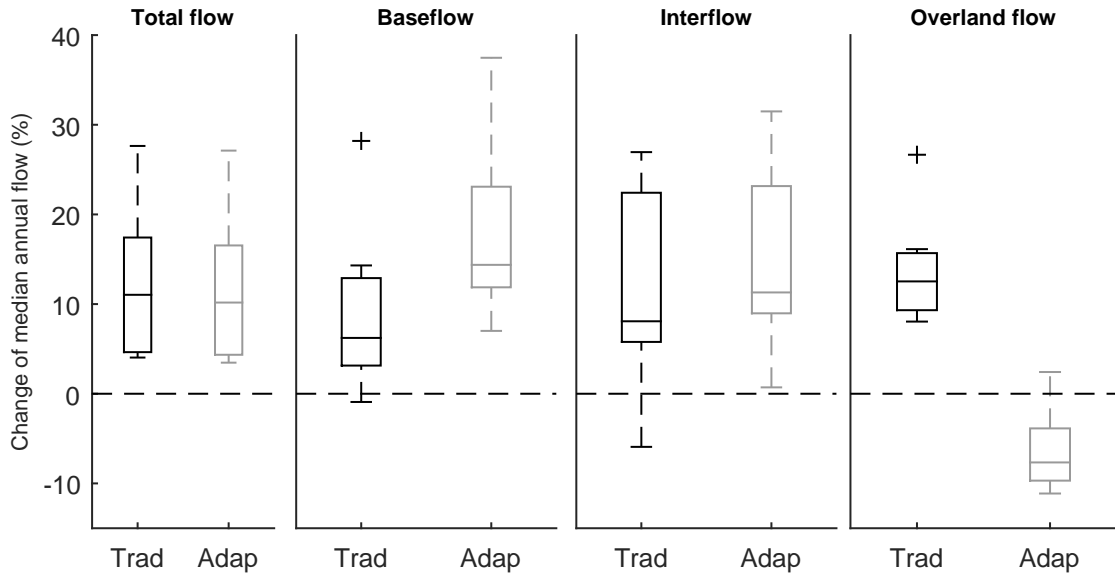 Total flow Baseflow Interflow Overland flow
Change of median annual flow (%)
40
30
20
10
0
-10
Trad Adap Trad Adap Trad Adap Trad Adap